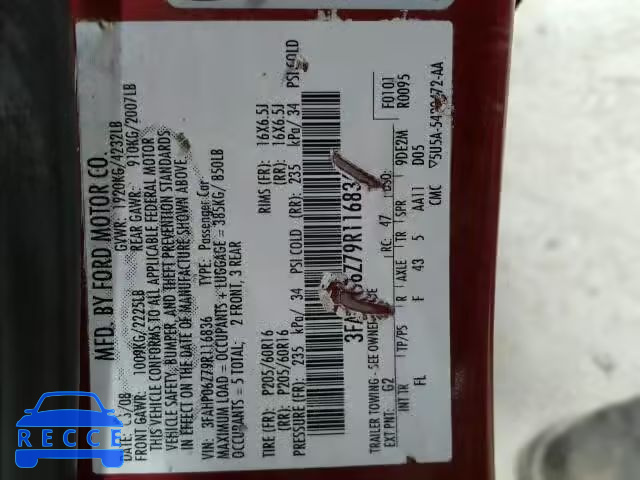 MFD. BY FORD MOTOR CO.
GVWR: 1920KG/4232LB
FRONT GAWR: 1009KG/2225LB
REAR GAWR: 910KG/2007LB
THIS VEHICLE CONFORMS TO ALL APPLICABLE FEDERAL MOTOR
VEHICLE SAFETY, BUMPER, AND THEFT PREVENTION STANDARDS
IN EFFECT ON THE DATE OF MANUFACTURE SHOWN ABOVE.
VIN: 3FAHP06Z79R116836 TYPE: Passenger Car
MAXIMUM LOAD = OCCUPANTS + LUGGAGE = 385KG/ 850LB
OCCUPANTS = 5 TOTAL: 2 FRONT, 3 REAR
TIRE (FR): P205/60R16 RIMS (FR): 16X6.5J
(RR): P205/60R16 (RR): 16X6.5J
PRESSURE (FR): 235 kPa/ 34 PSI COLD (RR): 235 kPa/ 34 PSI COLD
TRAILER TOWING - SEE OWNER
EXT PNT: G2 RC: 47 DSO: F0101
R0095
INT TR TP/PS R AXLE TR SPR 9DE2M
FL F 43 5 AA11 D05
CMC
RECCE